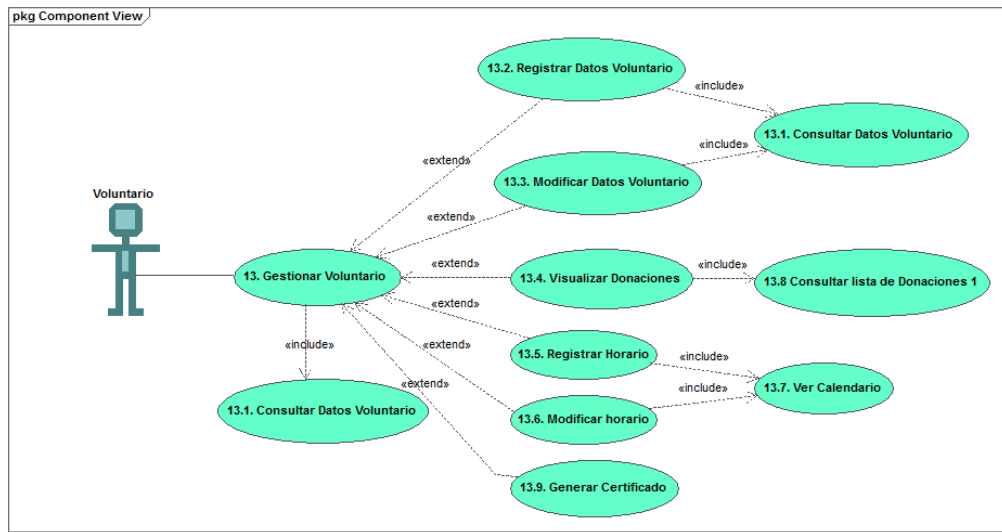 pkg Component View
13.2. Registrar Datos Voluntario
«include»
13.1. Consultar Datos Voluntario
«extend»
«include»
13.3. Modificar Datos Voluntario
Voluntario
«extend»
13. Gestionar Voluntario
«extend»
13.4. Visualizar Donaciones
«include»
13.8 Consultar lista de Donaciones 1
«extend»
«include»
«extend»
13.5. Registrar Horario
«include»
«include»
13.7. Ver Calendario
«extend»
13.1. Consultar Datos Voluntario
13.6. Modificar horario
13.9. Generar Certificado